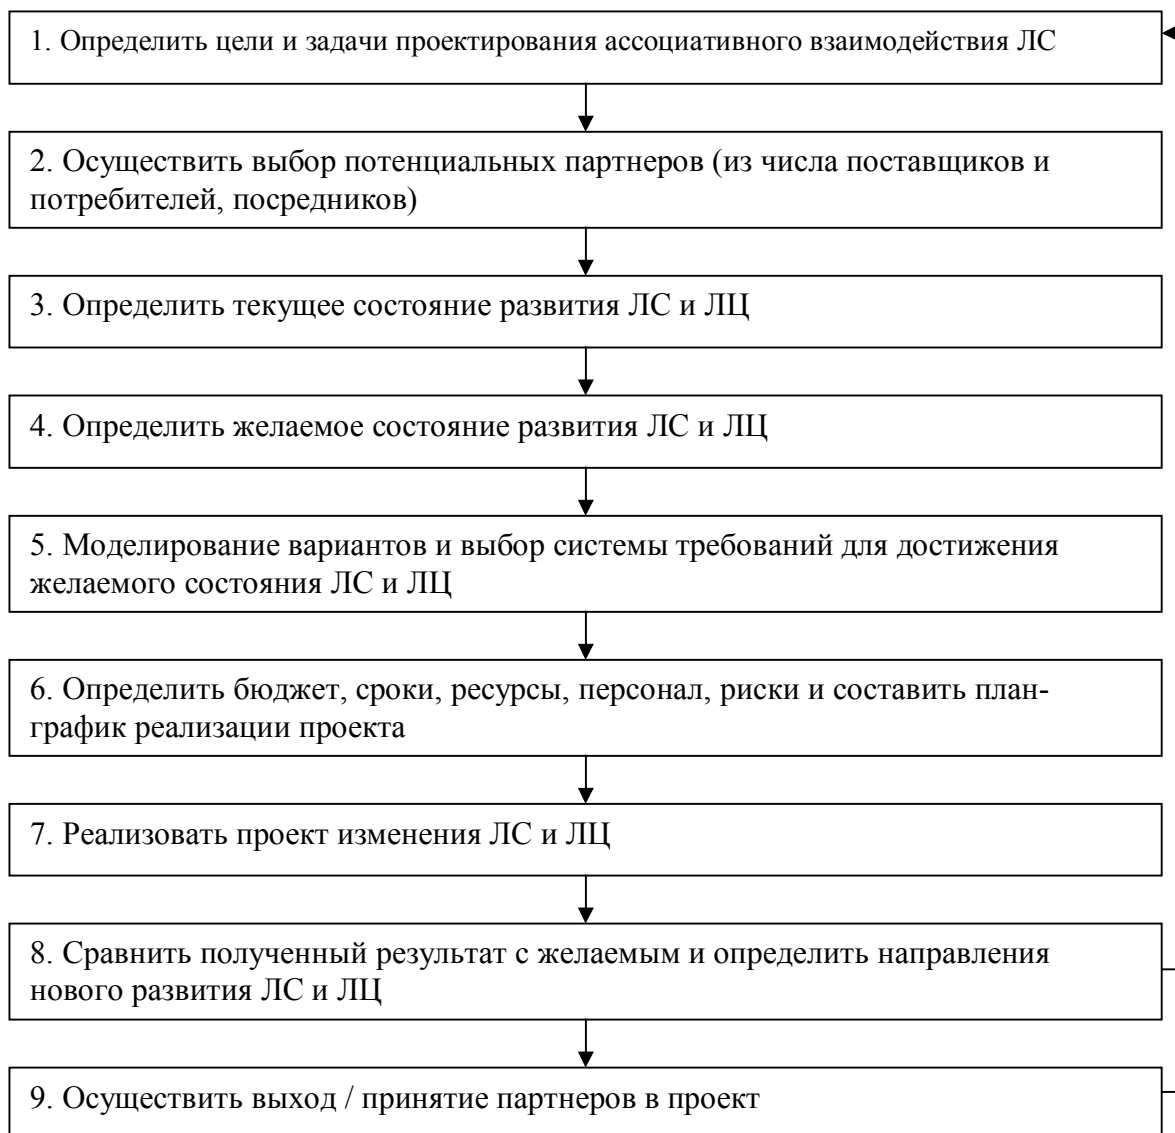 1. Определить цели и задачи проектирования ассоциативного взаимодействия ЛС
2. Осуществить выбор потенциальных партнеров (из числа поставщиков и
потребителей, посредников)
3. Определить текущее состояние развития ЛС и ЛЦ
4. Определить желаемое состояние развития ЛС и ЛЦ
5. Моделирование вариантов и выбор системы требований для достижения
желаемого состояния ЛС и ЛЦ
6. Определить бюджет, сроки, ресурсы, персонал, риски и составить план-
график реализации проекта
7. Реализовать проект изменения ЛС и ЛЦ
8. Сравнить полученный результат с желаемым и определить направления
нового развития ЛС и ЛЦ
9. Осуществить выход / принятие партнеров в проект